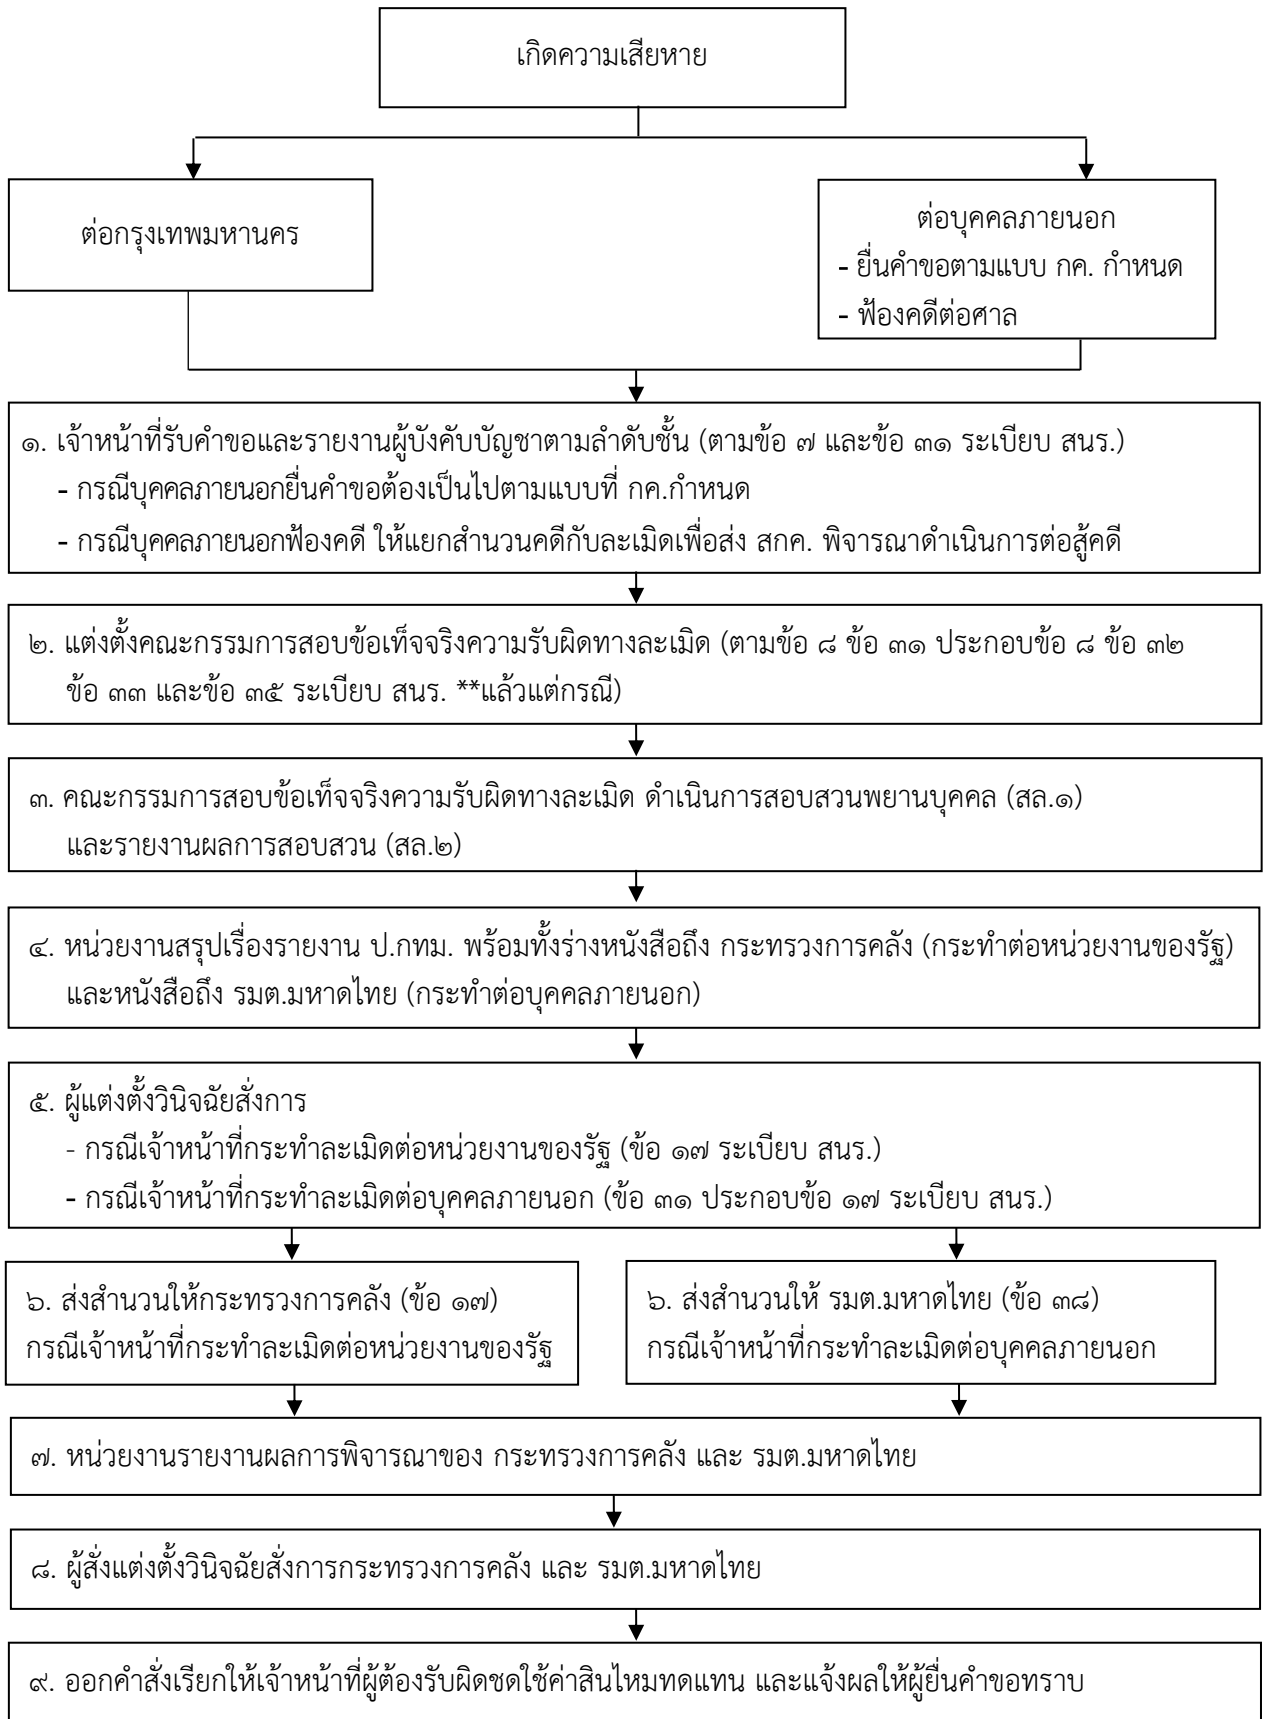 เกิดความเสียหาย
ต่อกรุงเทพมหานคร
ต่อบุคคลภายนอก
- ยื่นคำขอตามแบบ กค. กำหนด
- ฟ้องคดีต่อศาล
๑. เจ้าหน้าที่รับคำขอและรายงานผู้บังคับบัญชาตามลำดับชั้น (ตามข้อ ๗ และข้อ ๓๑ ระเบียบ สนร.)
- กรณีบุคคลภายนอกยื่นคำขอต้องเป็นไปตามแบบที่ กค.กำหนด
- กรณีบุคคลภายนอกฟ้องคดี ให้แยกสำนวนคดีกับละเมิดเพื่อส่ง สกค. พิจารณาดำเนินการต่อสู้คดี
๒. แต่งตั้งคณะกรรมการสอบข้อเท็จจริงความรับผิดทางละเมิด (ตามข้อ ๘ ข้อ ๓๑ ประกอบข้อ ๘ ข้อ ๓๒
ข้อ ๓๓ และข้อ ๓๕ ระเบียบ สนร. **แล้วแต่กรณี)
๓. คณะกรรมการสอบข้อเท็จจริงความรับผิดทางละเมิด ดำเนินการสอบสวนพยานบุคคล (สล.๑)
และรายงานผลการสอบสวน (สล.๒)
๔. หน่วยงานสรุปเรื่องรายงาน ป.กทม. พร้อมทั้งร่างหนังสือถึง กระทรวงการคลัง (กระทำต่อหน่วยงานของรัฐ)
และหนังสือถึง รมต.มหาดไทย (กระทำต่อบุคคลภายนอก)
๕. ผู้แต่งตั้งวินิจฉัยสั่งการ
- กรณีเจ้าหน้าที่กระทำละเมิดต่อหน่วยงานของรัฐ (ข้อ ๑๗ ระเบียบ สนร.)
- กรณีเจ้าหน้าที่กระทำละเมิดต่อบุคคลภายนอก (ข้อ ๓๑ ประกอบข้อ ๑๗ ระเบียบ สนร.)
๖. ส่งสำนวนให้กระทรวงการคลัง (ข้อ ๑๗)
กรณีเจ้าหน้าที่กระทำละเมิดต่อหน่วยงานของรัฐ
๖. ส่งสำนวนให้ รมต.มหาดไทย (ข้อ ๓๘)
กรณีเจ้าหน้าที่กระทำละเมิดต่อบุคคลภายนอก
๗. หน่วยงานรายงานผลการพิจารณาของ กระทรวงการคลัง และ รมต.มหาดไทย
๘. ผู้สั่งแต่งตั้งวินิจฉัยสั่งการกระทรวงการคลัง และ รมต.มหาดไทย
๙. ออกคำสั่งเรียกให้เจ้าหน้าที่ผู้ต้องรับผิดชดใช้ค่าสินไหมทดแทน และแจ้งผลให้ผู้ยื่นคำขอทราบ